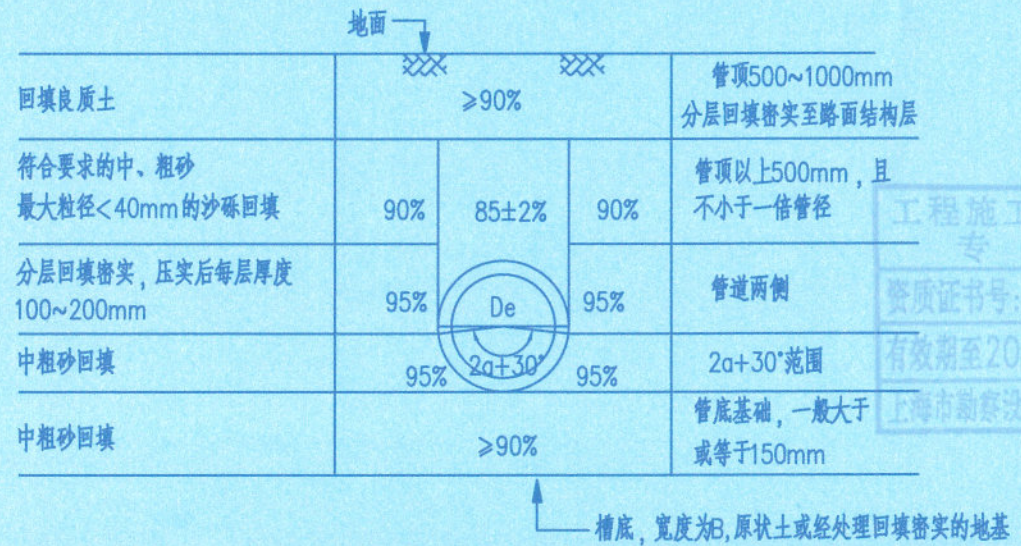 地面
回填良质土
≥90%
管顶500~1000mm
分层回填密实至路面结构层
符合要求的中、粗砂
最大粒径<40mm的沙砾回填
90%
85±2%
90%
管顶以上500mm，且
不小于一倍管径
分层回填密实，压实后每层厚度
100~200mm
95%
De
95%
管道两侧
中粗砂回填
95%
2a+30°
95%
2a+30°范围
中粗砂回填
≥90%
管底基础，一般大于
或等于150mm
槽底，宽度为B,原状土或经处理回填密实的地基
工程施工
专
资质证书号:
有效期至20
上海市勘察设